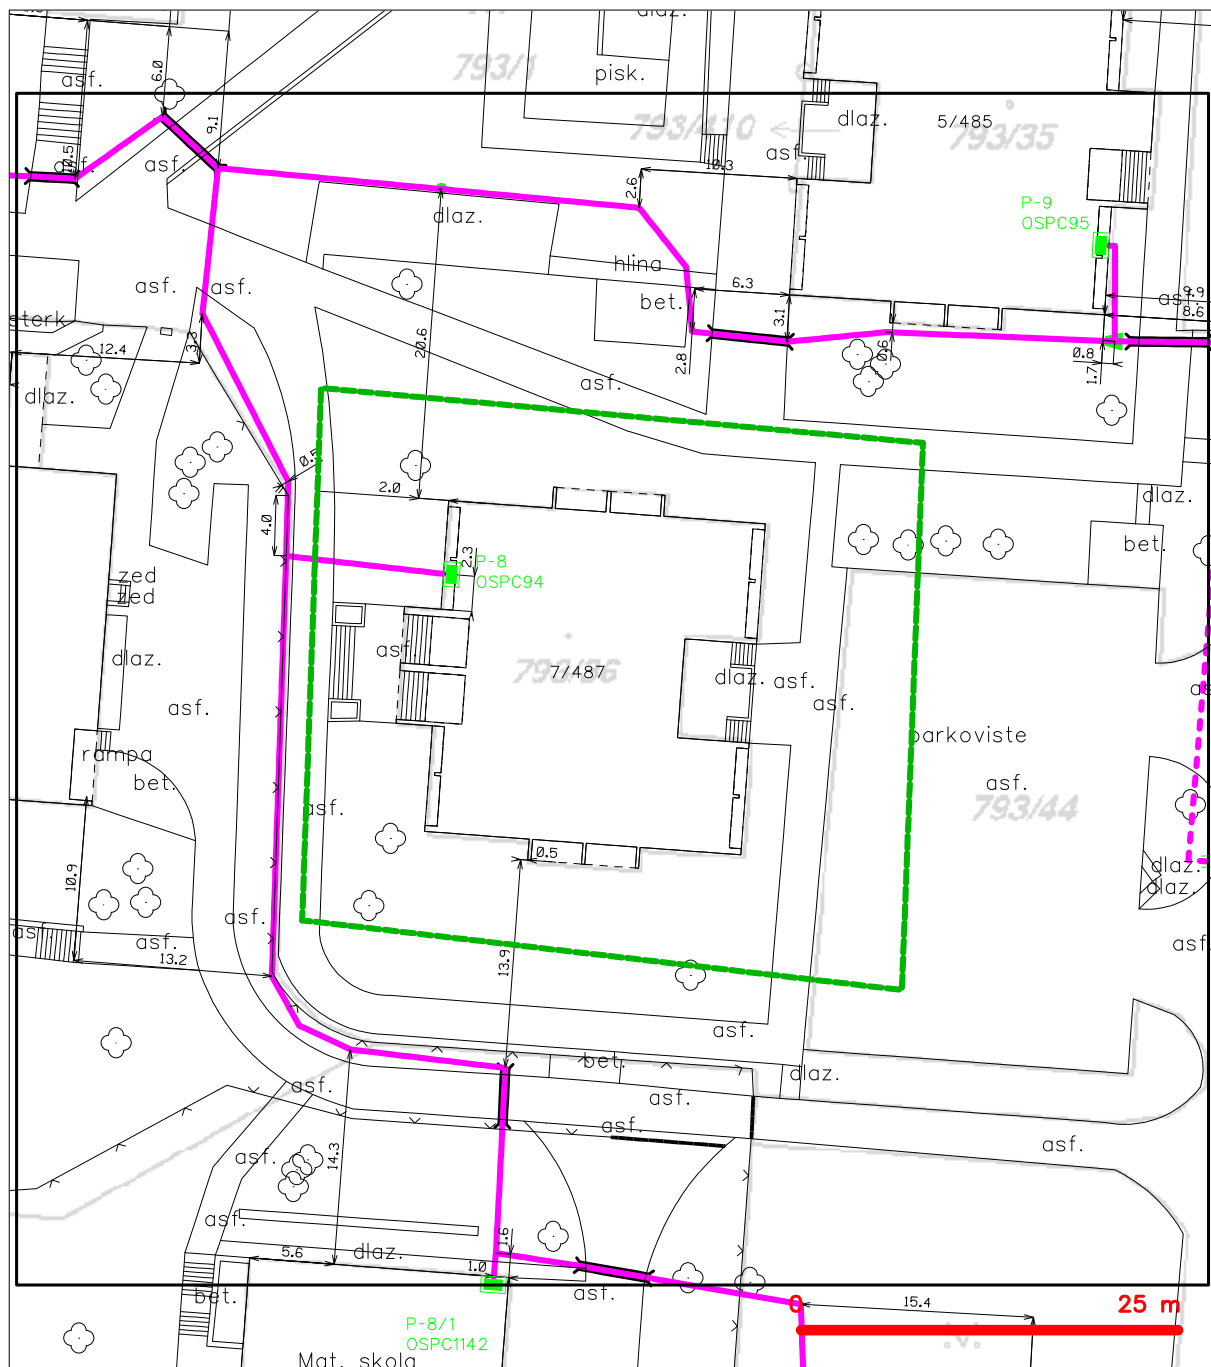 dlaz.
793/1
pisk.
asf.
6.0
9.1
793/410
dlaz.
5/485
793/35
asf.
10.5
asf.
asf.
10.3
2.6
P-9
OSPC95
dlaz.
hlina
bet.
6.3
3.1
asf.
asf.
9.9
asf.
8.6
sterk
3.3
12.4
20.6
2.8
0.6
0.8
1.7
dlaz.
asf.
0.5
2.0
4.0
dlaz.
bet.
2.3
P-8
OSPC94
zed
zed
dlaz.
asf.
793/86
7/487
dlaz.
asf.
asf.
asf.
parkoviste
rampa
bet.
asf.
asf.
793/44
0.5
10.9
dlaz.
dlaz.
asf.
asf.
asf.
asf.
13.2
13.9
asf.
bet.
dlaz.
asf.
asf.
asf.
asf.
14.3
asf.
asf.
1.6
dlaz.
5.6
1.0
bet.
asf.
0
25 m
15.4
P-8/1
OSPC1142
Mat. skola